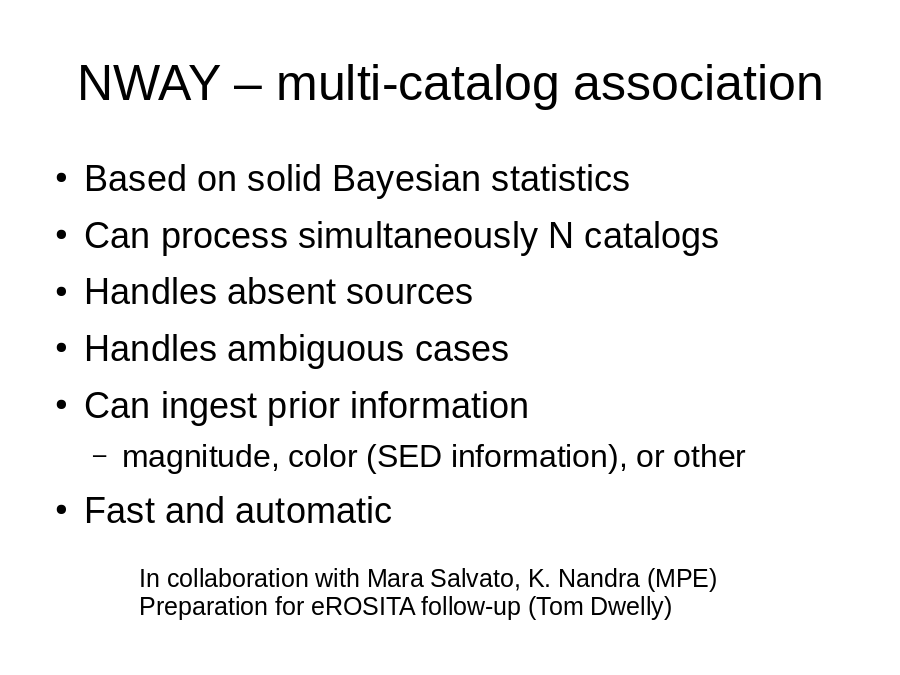 NWAY – multi-catalog association
• Based on solid Bayesian statistics
• Can process simultaneously N catalogs
• Handles absent sources
• Handles ambiguous cases
• Can ingest prior information
– magnitude, color (SED information), or other
• Fast and automatic
In collaboration with Mara Salvato, K. Nandra (MPE)
Preparation for eROSITA follow-up (Tom Dwelly)